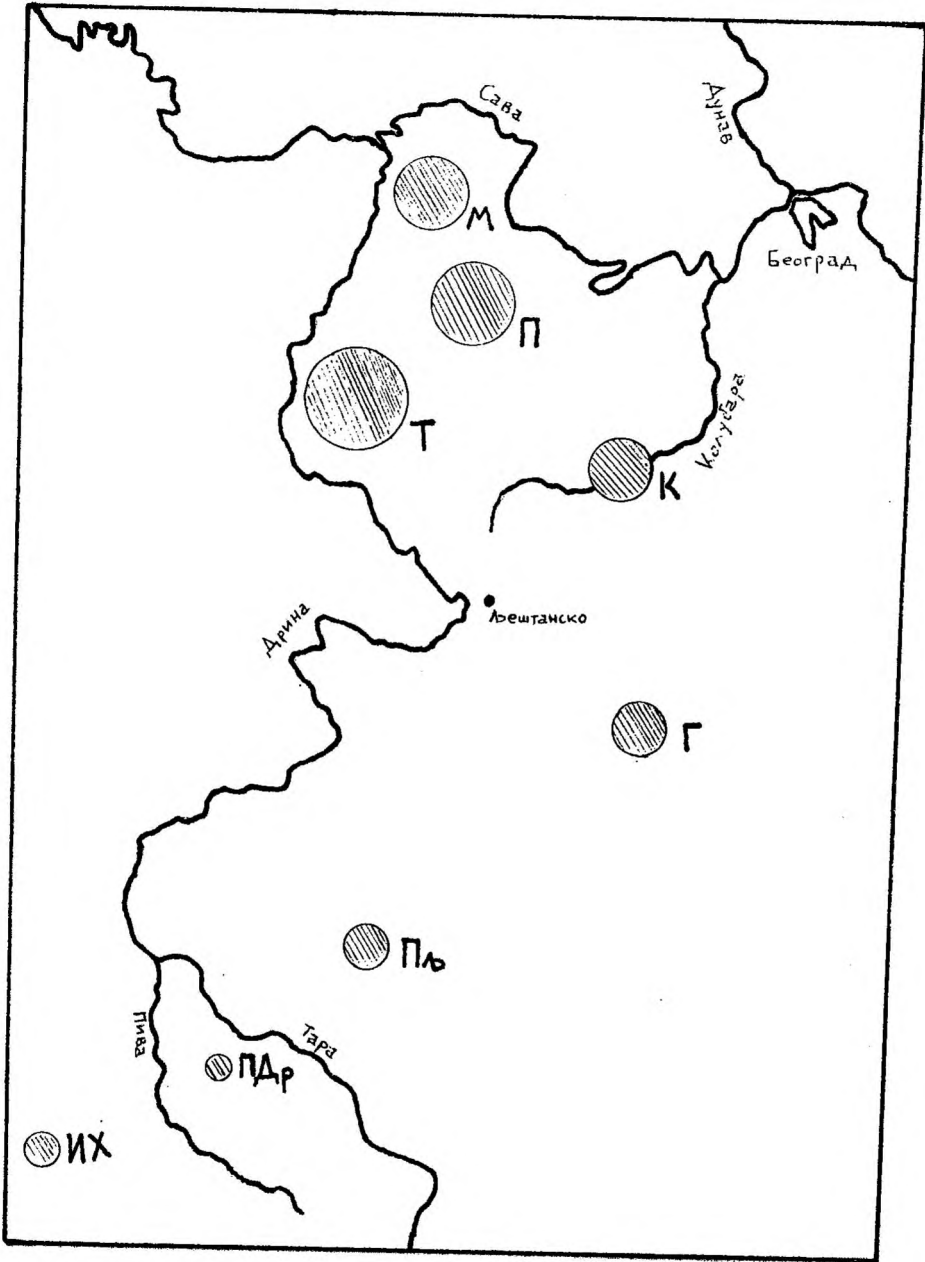 Сава
Дунав
М
Београд
П
Колубара
Т
К
Љештанско
Дрина
Г
Пљ
Пива
Тара
ПДр
ИХ